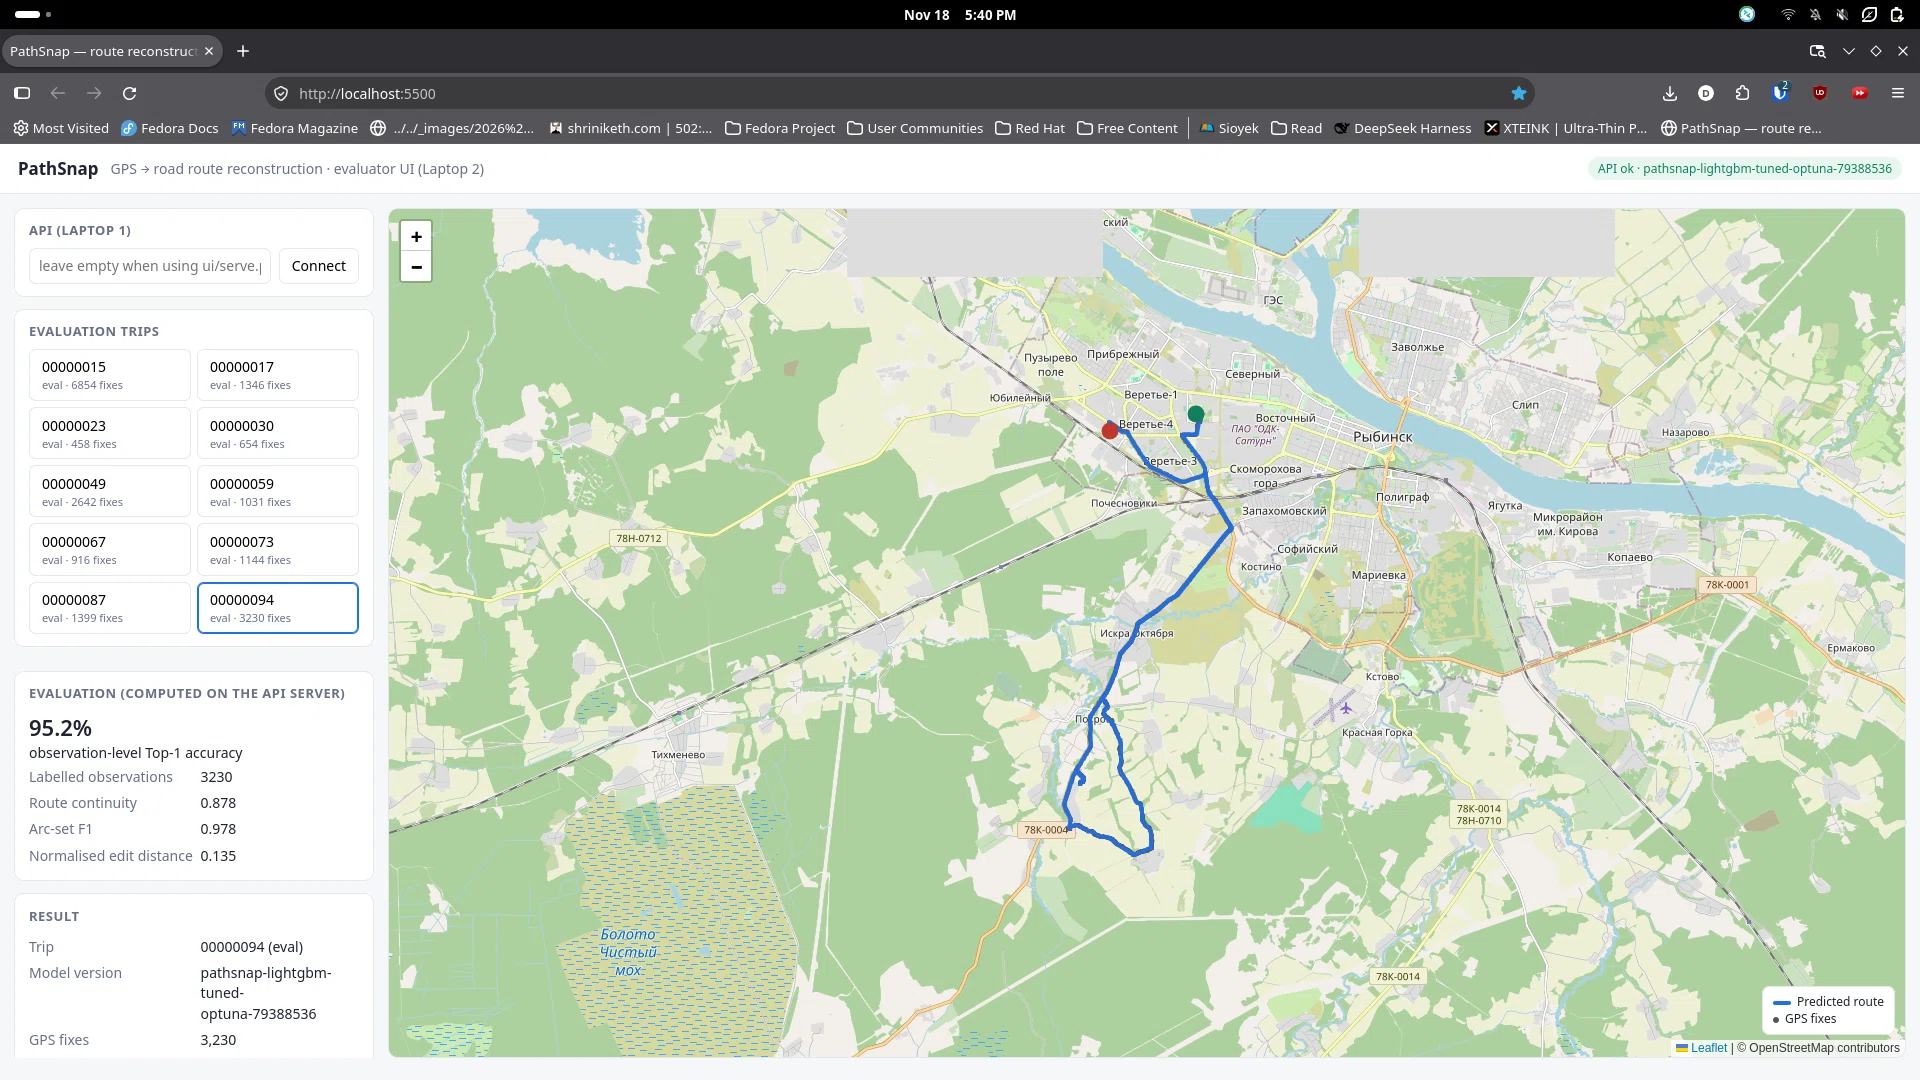 Nov 18 5:40 PM
PathSnap — route reconstruc
http://localhost:5500
2
Most Visited
Fedora Docs
Fedora Magazine
../../_images/2026%2...
shriniketh.com | 502:...
Fedora Project
User Communities
Red Hat
Free Content
Sioyek
Read
DeepSeek Harness
XTEINK | Ultra-Thin P...
PathSnap — route re...
PathSnap GPS → road route reconstruction · evaluator UI (Laptop 2)
API ok · pathsnap-lightgbm-tuned-optuna-79388536
API (LAPTOP 1)
leave empty when using ui/serve.
Connect
EVALUATION TRIPS
00000015
eval · 6854 fixes
00000017
eval · 1346 fixes
00000023
eval · 458 fixes
00000030
eval · 654 fixes
00000049
eval · 2642 fixes
00000059
eval · 1031 fixes
00000067
eval · 916 fixes
00000073
eval · 1144 fixes
00000087
eval · 1399 fixes
00000094
eval · 3230 fixes
EVALUATION (COMPUTED ON THE API SERVER)
95.2%
observation-level Top-1 accuracy
Labelled observations 3230
Route continuity 0.878
Arc-set F1 0.978
Normalised edit distance 0.135
RESULT
Trip 00000094 (eval)
Model version pathsnap-lightgbm-
tuned-
optuna-79388536
GPS fixes 3,230
+
−
ский
ГЭС
Заволжье
Пузырево
поле
Прибрежный
Северный
Юбилейный
Веретье-1
Слип
Веретье-4
Восточный
ПАО "ОДК-
Сатурн"
Рыбинск
Назарово
Веретье-3
Скоморохова
гора
Полиграф
Почесновики
Запахомовский
Ягутка
Микрорайон
им. Кирова
78Н-0712
Софийский
Копаево
Костино
Мариевка
78К-0001
Искра Октября
Ермаково
Кстово
Красная Горка
Тихменево
78К-0004
78К-0014
78Н-0710
Болото
Чистый
мох
78К-0014
Predicted route
GPS fixes
Leaflet | © OpenStreetMap contributors